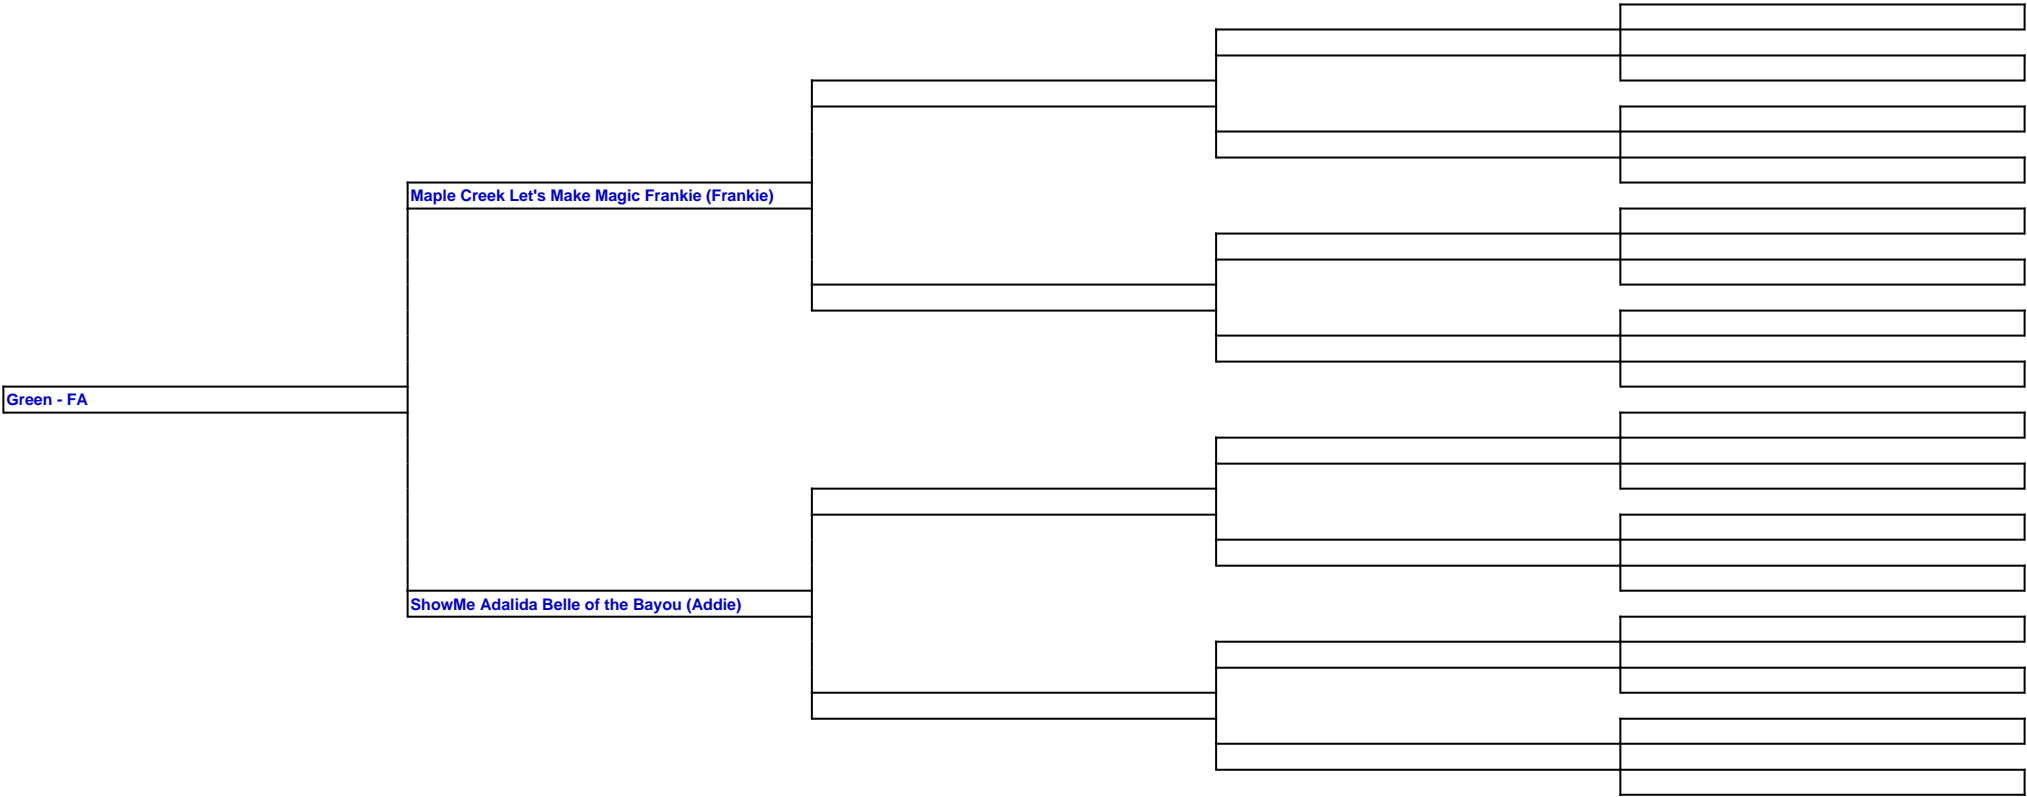 Maple Creek Let's Make Magic Frankie (Frankie)
Green - FA
ShowMe Adalida Belle of the Bayou (Addie)